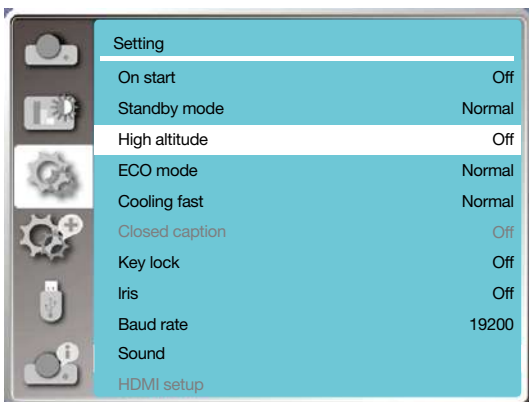 Setting
On start Off
Standby mode Normal
High altitude Off
ECO mode Normal
Cooling fast Normal
Closed caption Off
Key lock Off
Iris Off
Baud rate 19200
Sound
HDMI setup